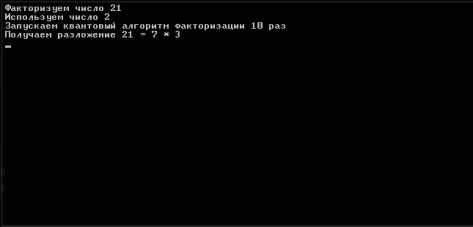 Факторизуем число 21
Используем число 2
Запускаем квантовый алгоритм факторизации 10 раз
Получаем разложение 21 = 7 * 3